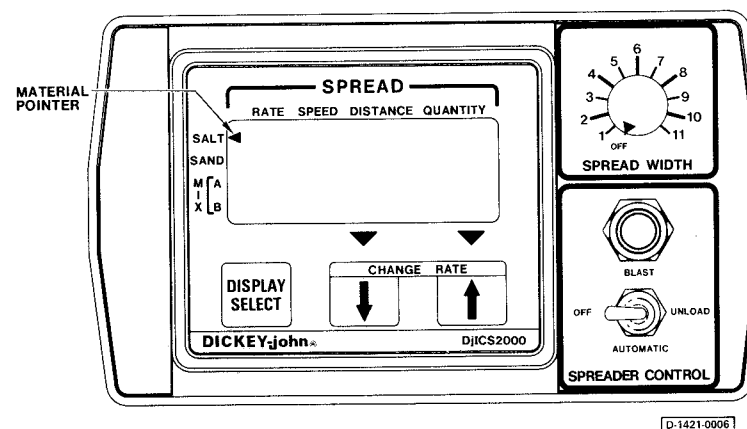 MATERIAL
POINTER
SPREAD
RATE SPEED DISTANCE QUANTITY
SALT
SAND
M
I
X
A
B
DISPLAY
SELECT
CHANGE RATE
DICKEY-john®
DjICS2000
OFF
1
2
3
4
5
6
7
8
9
10
11
SPREAD WIDTH
BLAST
OFF
UNLOAD
AUTOMATIC
SPREADER CONTROL
D-1421-0006